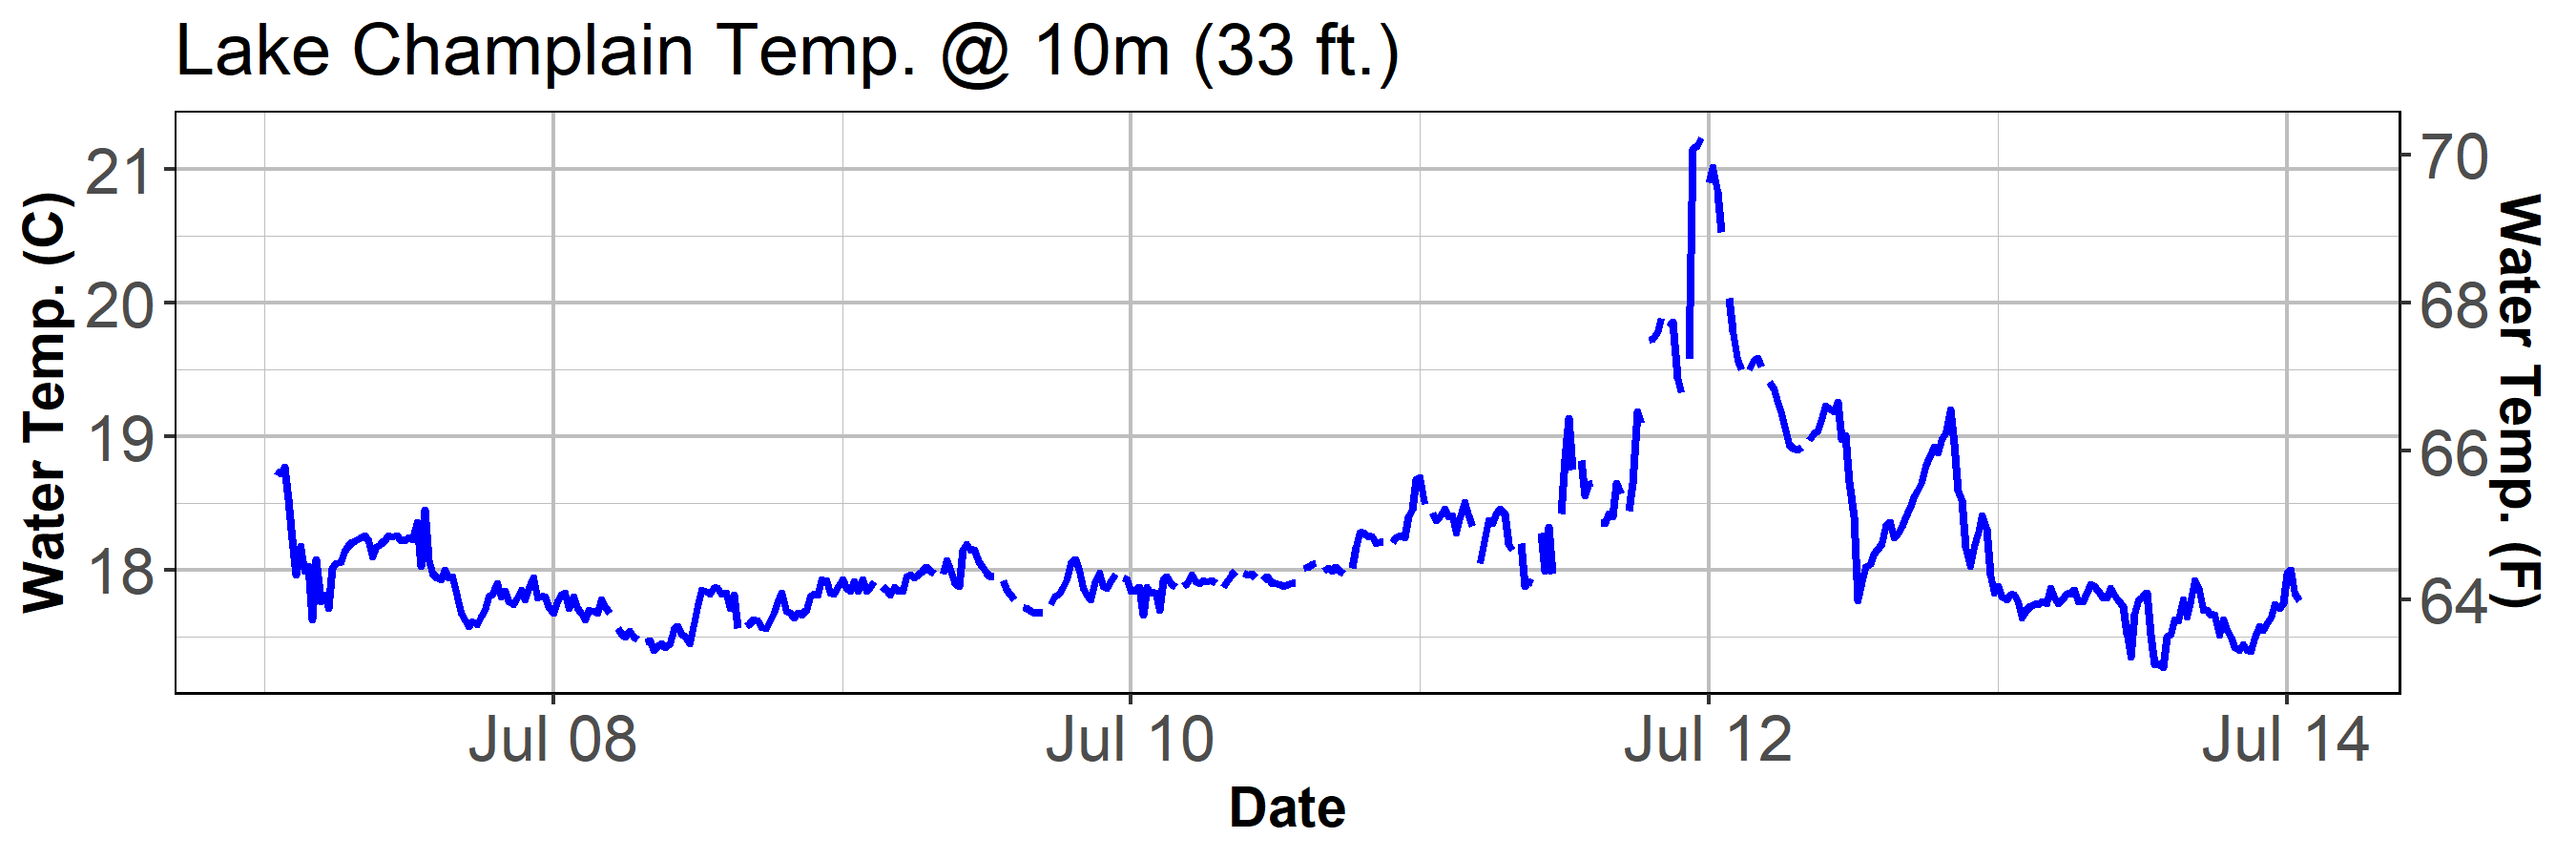 Lake Champlain Temp. @ 10m (33 ft.)
Water Temp. (C)
21
20
19
18
70
68
66
64
Water Temp. (F)
Jul 08
Jul 10
Jul 12
Jul 14
Date